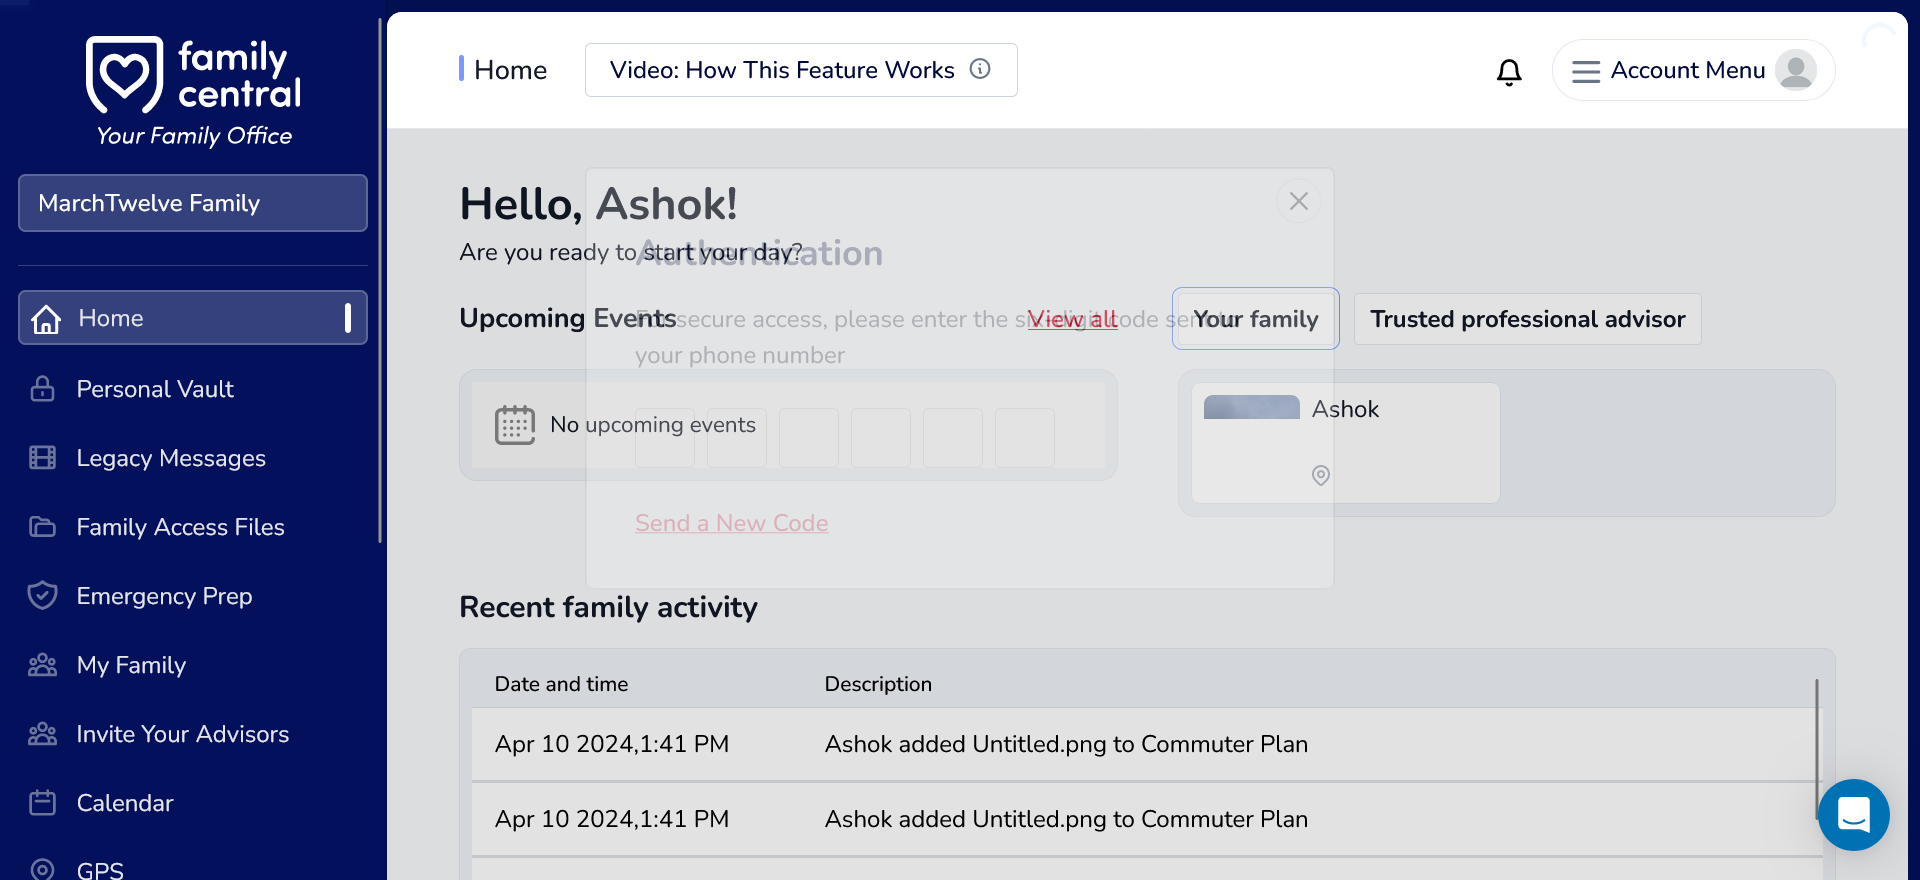 family
central
Your Family Office
MarchTwelve Family
Home
Personal Vault
Legacy Messages
Family Access Files
Emergency Prep
My Family
Invite Your Advisors
Calendar
GPS
Home
Video: How This Feature Works
Account Menu
Hello, Ashok!
Are you ready to start your day?
Authentication
Upcoming Events
View all
secure access, please enter the six-digit code sent to
your phone number
Your family
Trusted professional advisor
No upcoming events
Ashok
Send a New Code
Recent family activity
Date and time Description
Apr 10 2024,1:41 PM Ashok added Untitled.png to Commuter Plan
Apr 10 2024,1:41 PM Ashok added Untitled.png to Commuter Plan